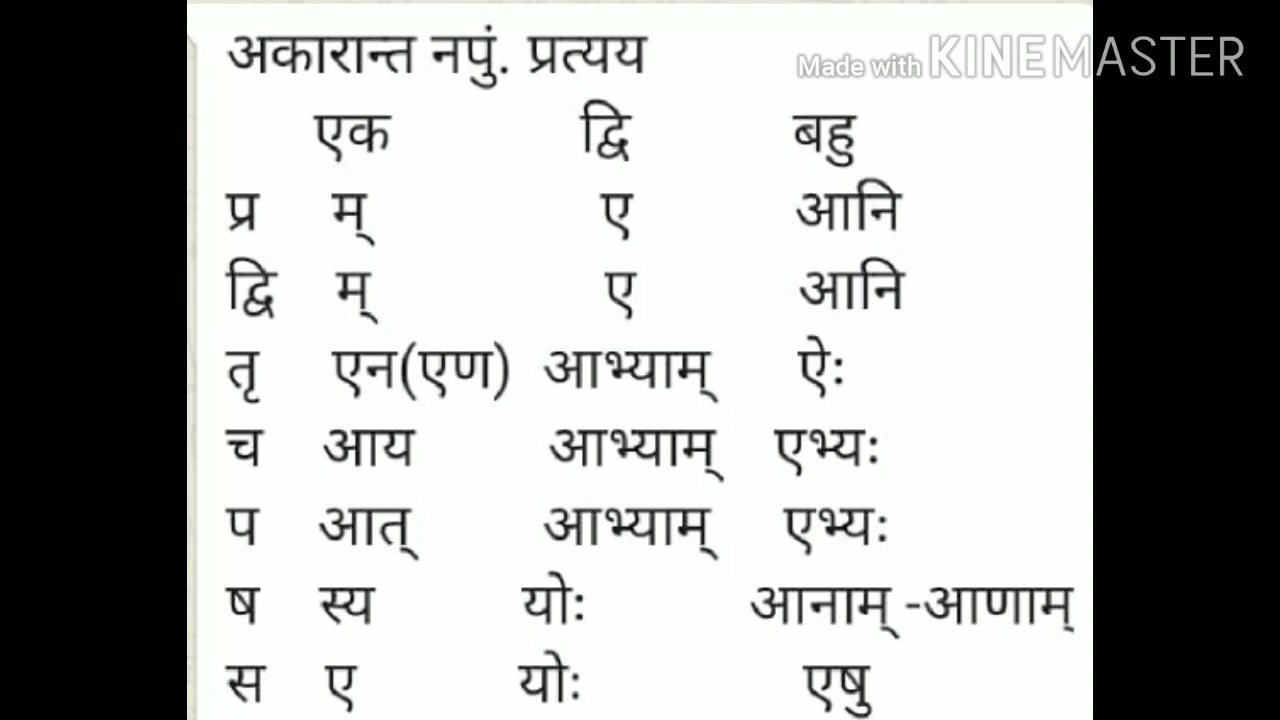 अकारान्त नपुं. प्रत्यय
Made with KINEMASTER
एक द्वि बहु
प्र म् ए आनि
द्वि म् ए आनि
तृ एन(एण) आभ्याम् ऐः
च आय आभ्याम् एभ्यः
प आत् आभ्याम् एभ्यः
ष स्य योः आनाम् -आणाम्
स ए योः एषु